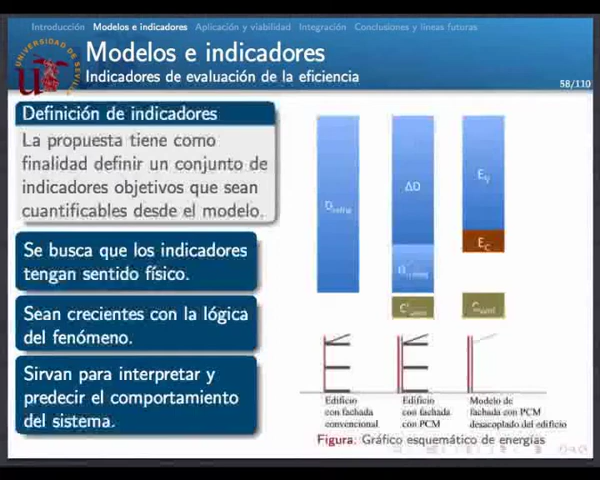 Introducción Modelos e indicadores Aplicación y viabilidad Integración Conclusiones y líneas futuras
UNIVERSIDAD DE SEVILLA
Modelos e indicadores
Indicadores de evaluación de la eficiencia
58/110
Definición de indicadores
La propuesta tiene como
finalidad definir un conjunto de
indicadores objetivos que sean
cuantificables desde el modelo.
Se busca que los indicadores
tengan sentido físico.
Sean crecientes con la lógica
del fenómeno.
Sirvan para interpretar y
predecir el comportamiento
del sistema.
ΔD
E
E
Edificio
con fachada
convencional
Edificio
con fachada
con PCM
Modelo de
fachada con PCM
desacoplado del edificio
Figura: Gráfico esquemático de energías